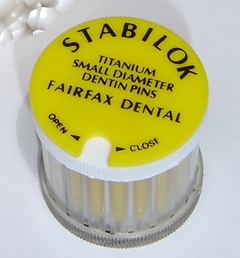 STABILOK
TITANIUM
SMALL DIAMETER
DENTIN PINS
FAIRFAX DENTAL
OPEN ◄
► CLOSE